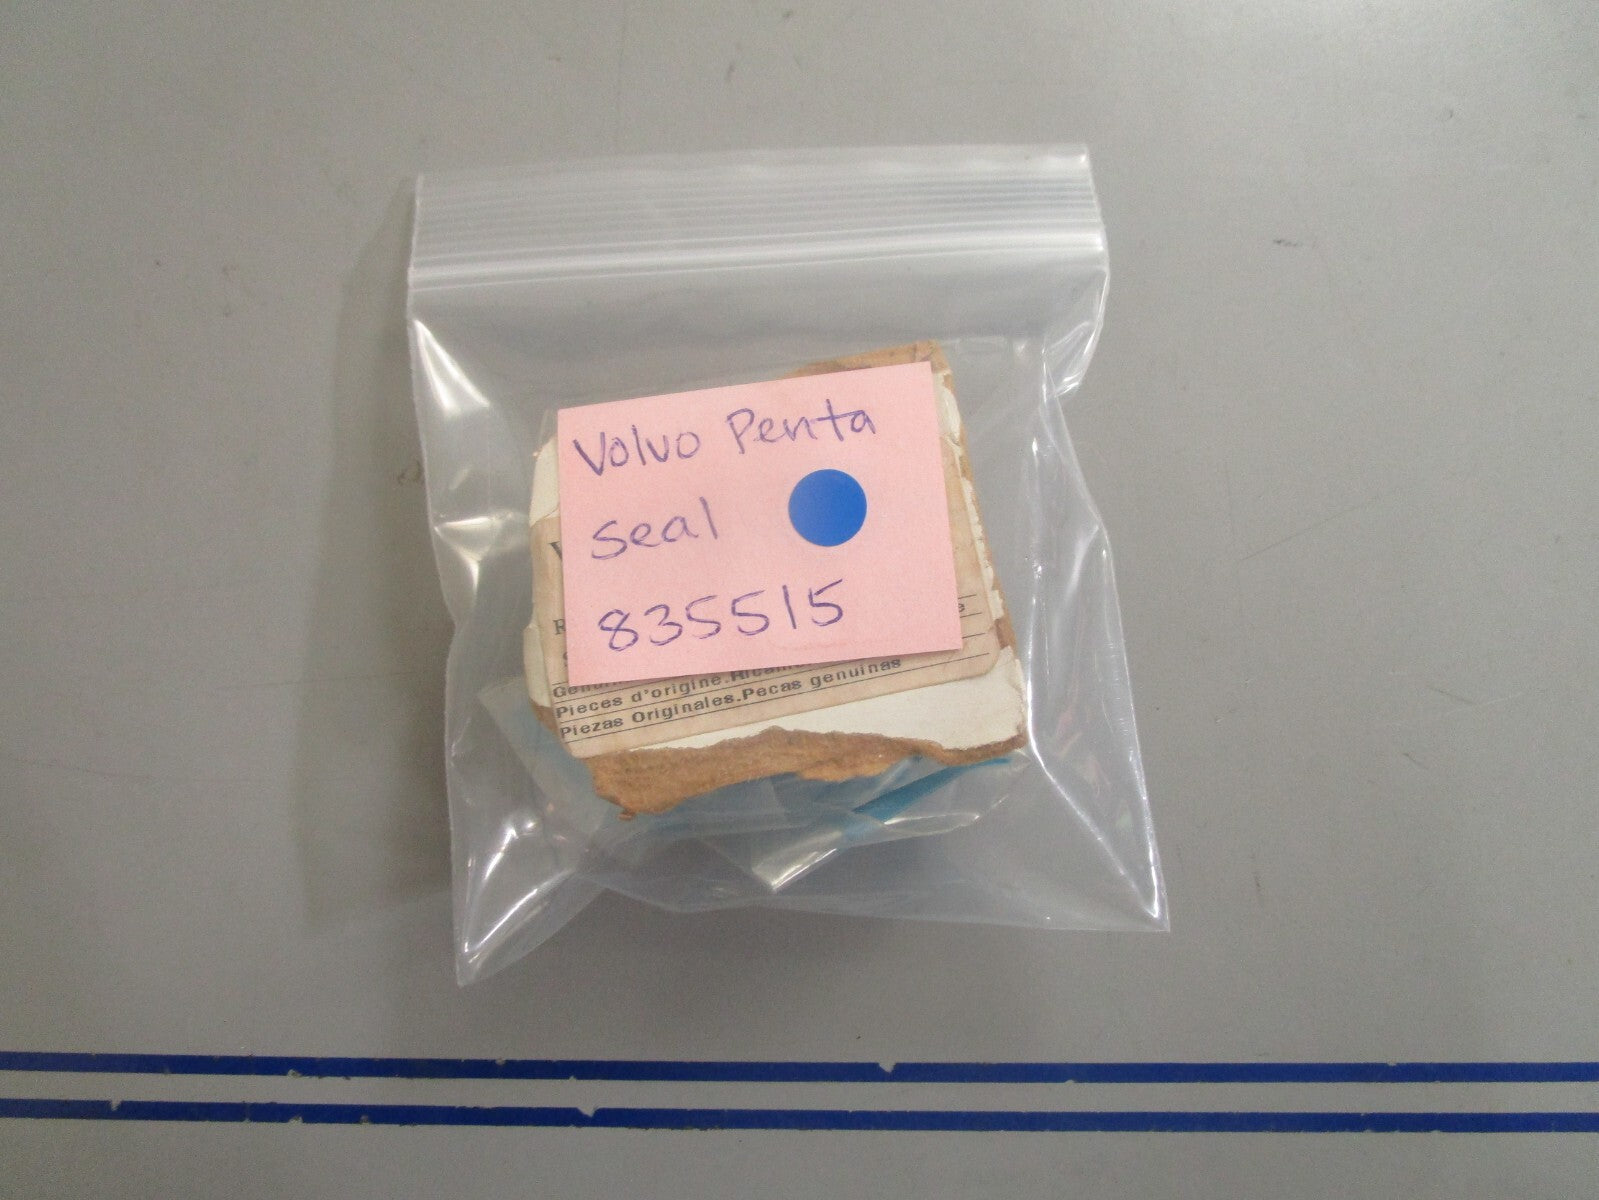 Volvo Penta
seal
835515
Pieces d'origine.
Piezas Originales.Pecas genuinas